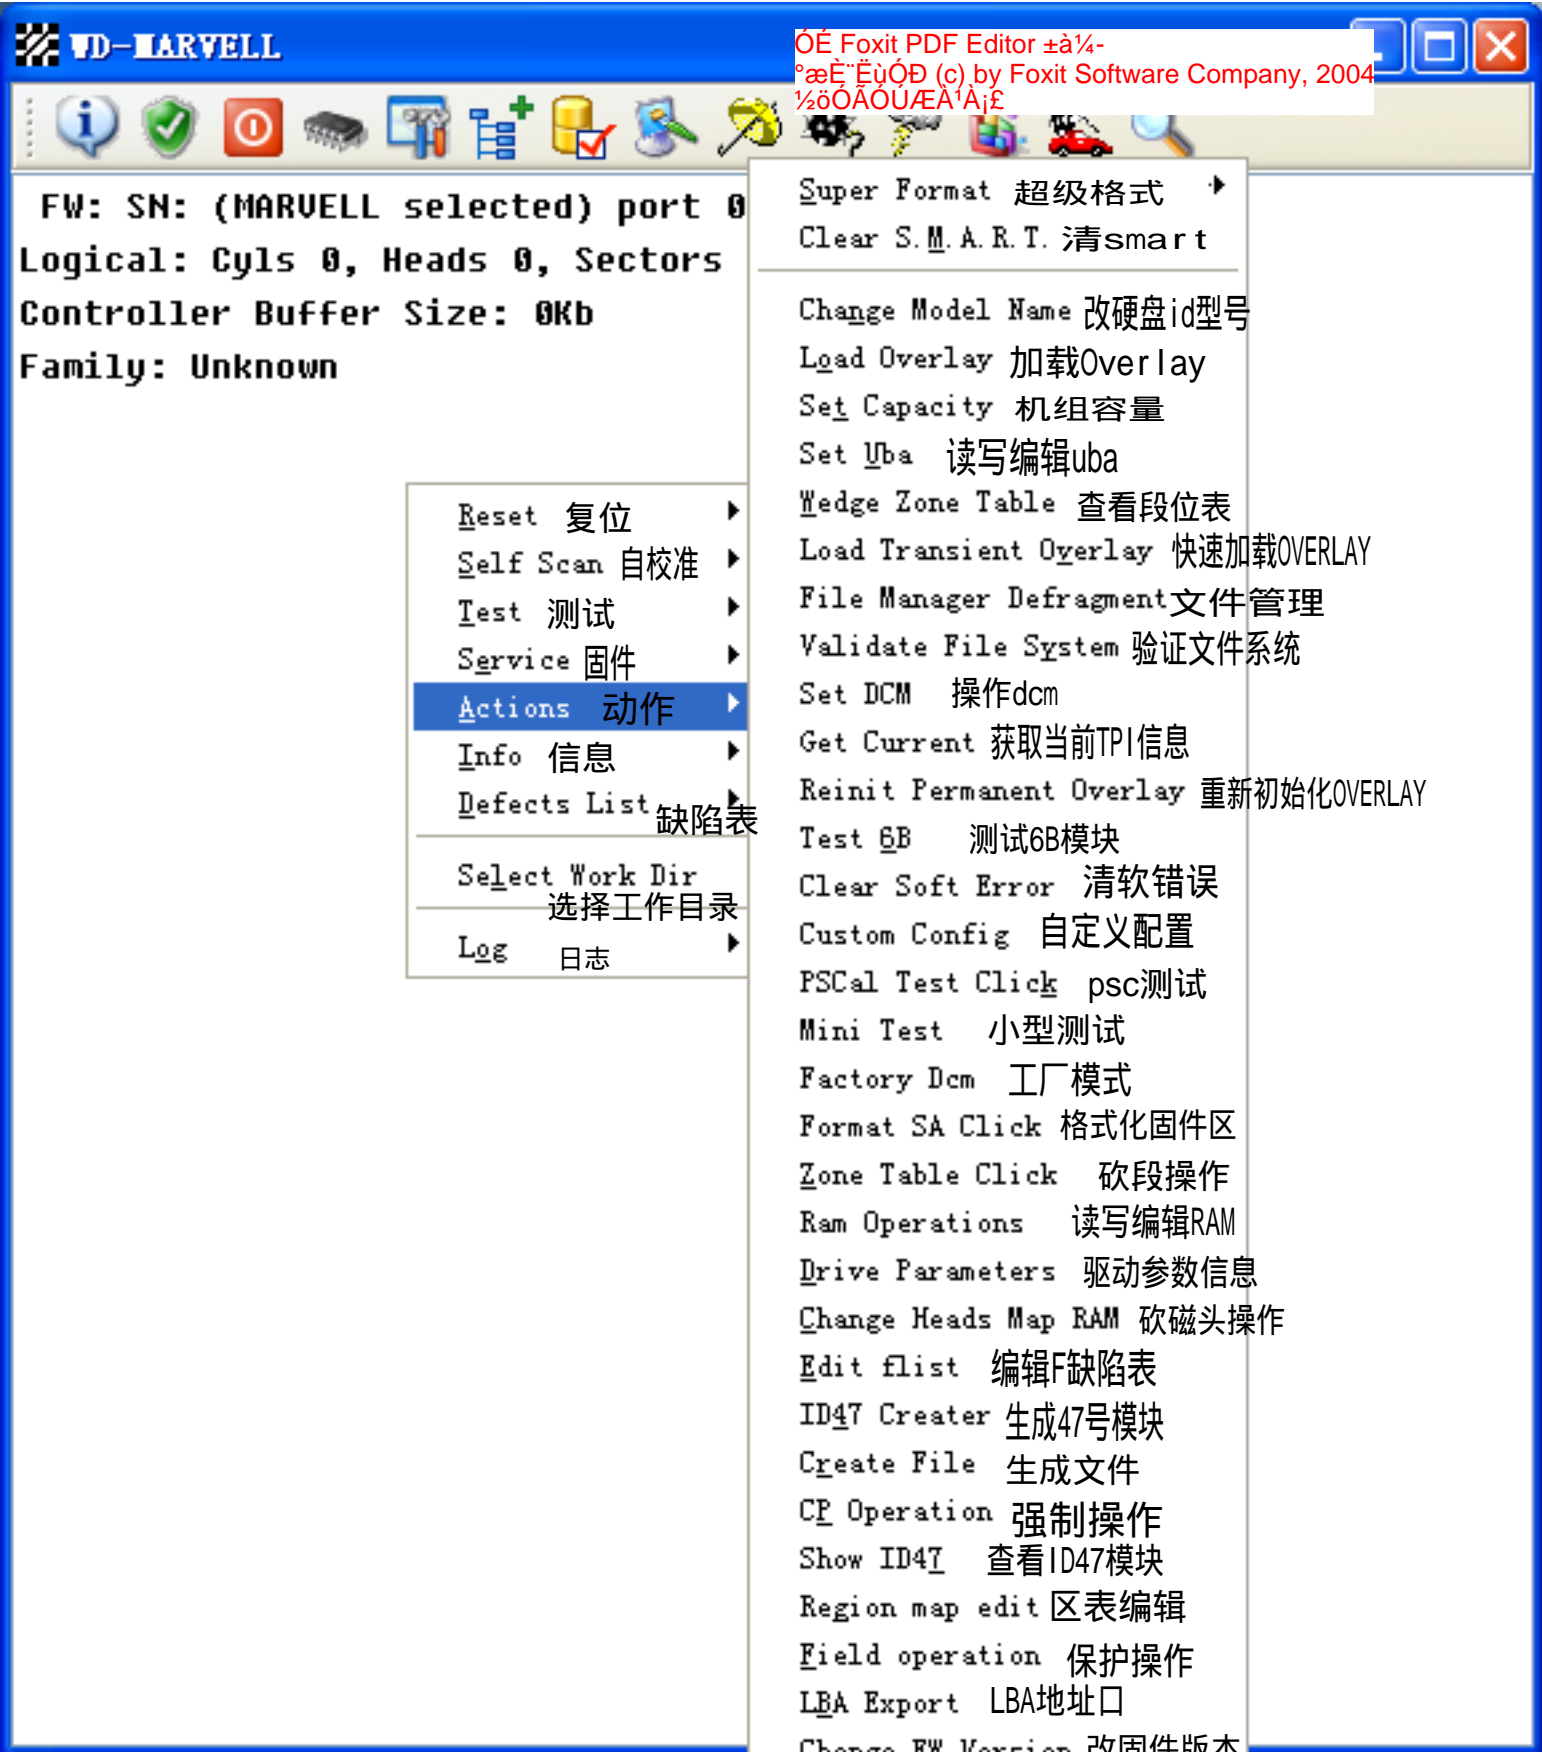 WD-MARVELL
ÓÉ Foxit PDF Editor ±à¼-
°æÈ¨ËùÓÐ (c) by Foxit Software Company, 2004
½öÓÃÓÚÆÀ¹À¡£
FW: SN: (MARVELL selected) port 0
Logical: Cyls 0, Heads 0, Sectors
Controller Buffer Size: 0Kb
Family: Unknown
Reset 复位
Self Scan 自校准
Test 测试
Service 固件
Actions 动作
Info 信息
Defects List 缺陷表
Select Work Dir
选择工作目录
Log 日志
Super Format 超级格式
Clear S.M.A.R.T. 清smart
Change Model Name 改硬盘id型号
Load Overlay 加载Overlay
Set Capacity 机组容量
Set Uba 读写编辑uba
Wedge Zone Table 查看段位表
Load Transient Overlay 快速加载OVERLAY
File Manager Defragment 文件管理
Validate File System 验证文件系统
Set DCM 操作dcm
Get Current 获取当前TPI信息
Reinit Permanent Overlay 重新初始化OVERLAY
Test 6B 测试6B模块
Clear Soft Error 清软错误
Custom Config 自定义配置
PSCal Test Click psc测试
Mini Test 小型测试
Factory Dcm 工厂模式
Format SA Click 格式化固件区
Zone Table Click 砍段操作
Ram Operations 读写编辑RAM
Drive Parameters 驱动参数信息
Change Heads Map RAM 砍磁头操作
Edit flist 编辑F缺陷表
ID47 Creater 生成47号模块
Create File 生成文件
CP Operation 强制操作
Show ID47 查看ID47模块
Region map edit 区表编辑
Field operation 保护操作
LBA Export LBA地址口
Change FW Version 改固件版本